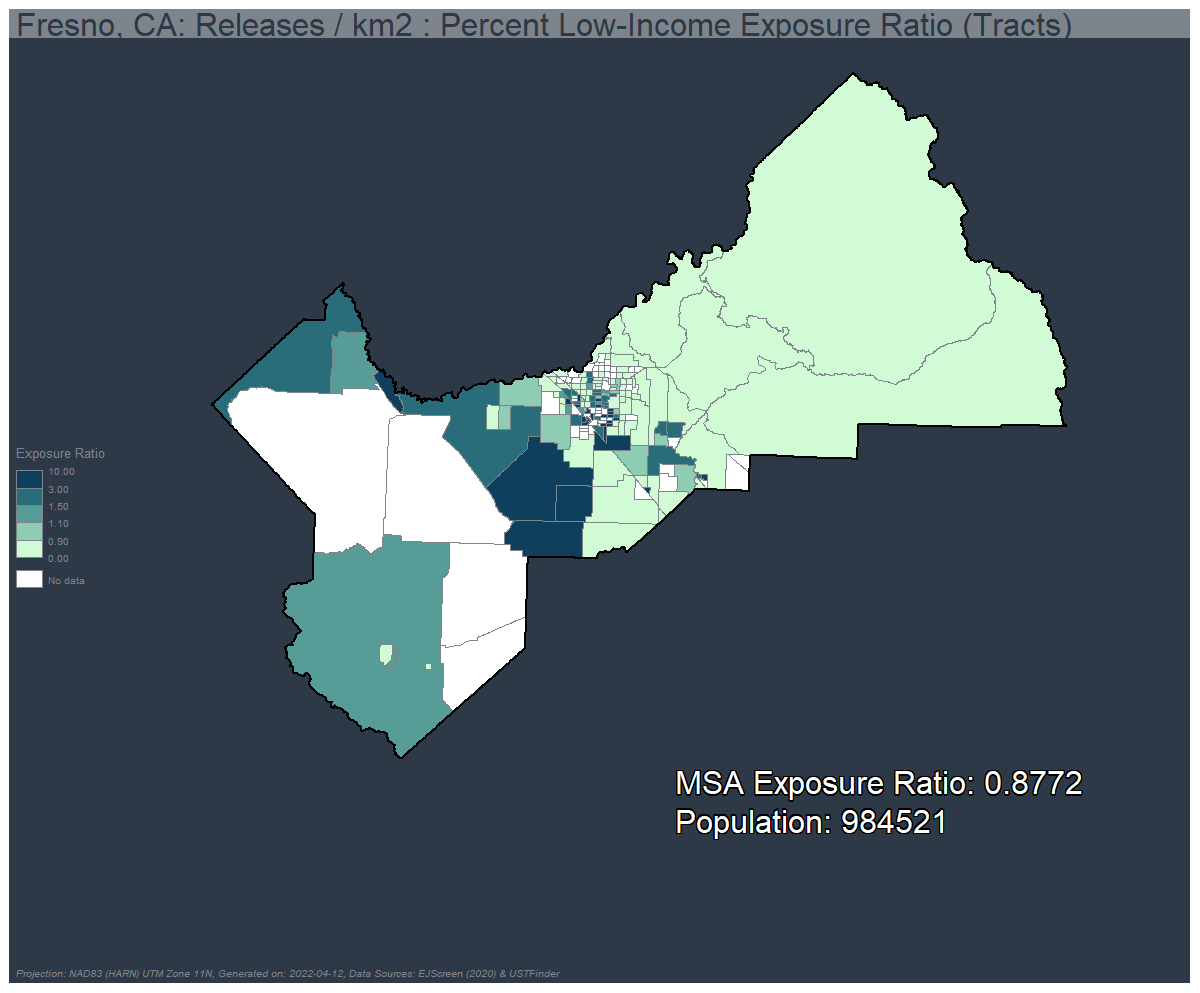 Fresno, CA: Releases / km2 : Percent Low-Income Exposure Ratio (Tracts)
Exposure Ratio
10.00
3.00
1.50
1.10
0.90
0.00
No data
MSA Exposure Ratio: 0.8772
Population: 984521
Projection: NAD83 (HARN) UTM Zone 11N, Generated on: 2022-04-12, Data Sources: EJScreen (2020) & USTFinder